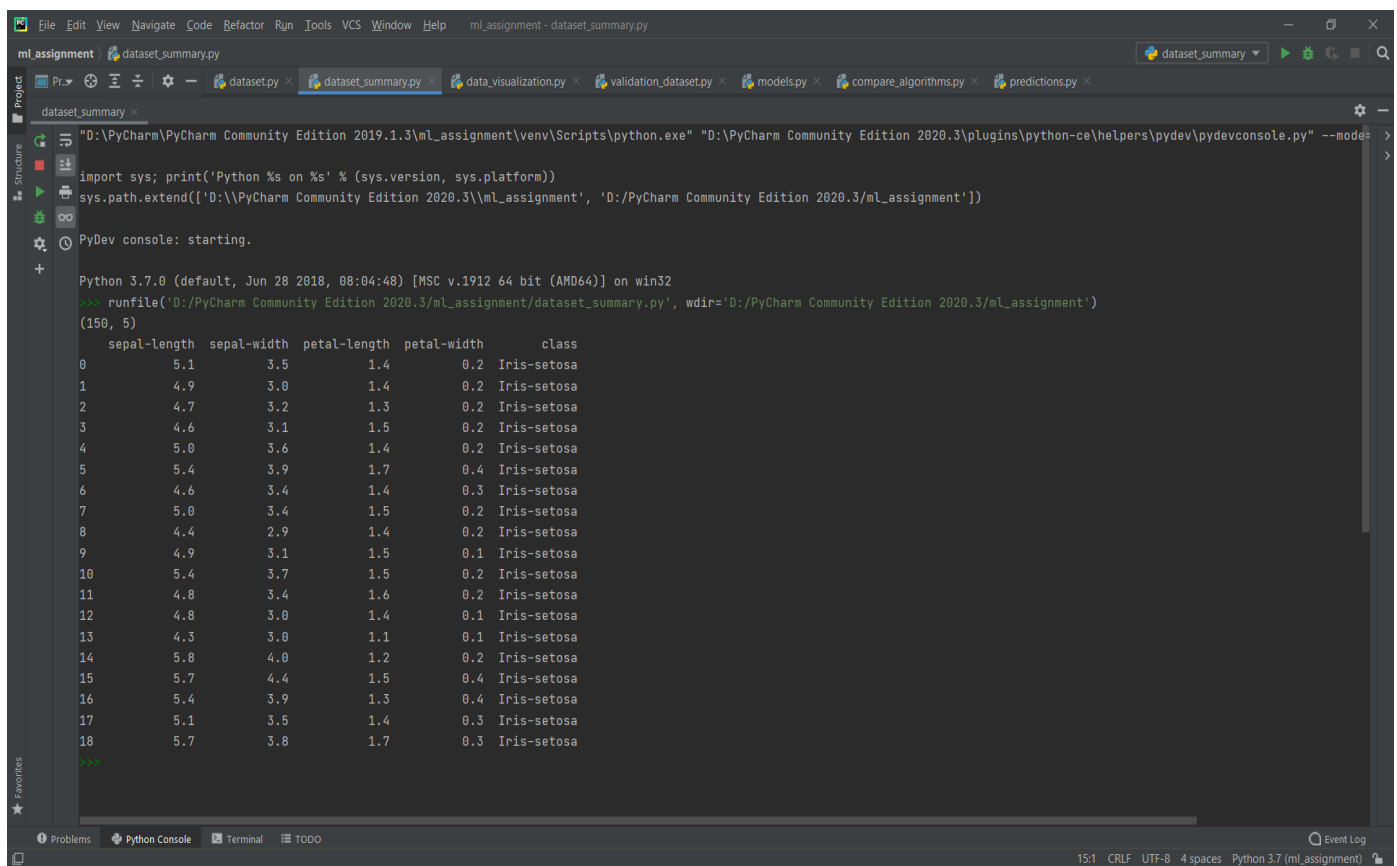 File Edit View Navigate Code Refactor Run Tools VCS Window Help ml_assignment - dataset_summary.py
ml_assignment dataset_summary.py dataset_summary
Project Pr... dataset.py dataset_summary.py data_visualization.py validation_dataset.py models.py compare_algorithms.py predictions.py
dataset_summary
"D:\PyCharm\PyCharm Community Edition 2019.1.3\ml_assignment\venv\Scripts\python.exe" "D:\PyCharm Community Edition 2020.3\plugins\python-ce\helpers\pydev\pydevconsole.py" --mode=
Structure
import sys; print('Python %s on %s' % (sys.version, sys.platform))
sys.path.extend(['D:\\PyCharm Community Edition 2020.3\\ml_assignment', 'D:/PyCharm Community Edition 2020.3/ml_assignment'])
PyDev console: starting.
Python 3.7.0 (default, Jun 28 2018, 08:04:48) [MSC v.1912 64 bit (AMD64)] on win32
>>> runfile('D:/PyCharm Community Edition 2020.3/ml_assignment/dataset_summary.py', wdir='D:/PyCharm Community Edition 2020.3/ml_assignment')
(150, 5)
sepal-length sepal-width petal-length petal-width class
0 5.1 3.5 1.4 0.2 Iris-setosa
1 4.9 3.0 1.4 0.2 Iris-setosa
2 4.7 3.2 1.3 0.2 Iris-setosa
3 4.6 3.1 1.5 0.2 Iris-setosa
4 5.0 3.6 1.4 0.2 Iris-setosa
5 5.4 3.9 1.7 0.4 Iris-setosa
6 4.6 3.4 1.4 0.3 Iris-setosa
7 5.0 3.4 1.5 0.2 Iris-setosa
8 4.4 2.9 1.4 0.2 Iris-setosa
9 4.9 3.1 1.5 0.1 Iris-setosa
10 5.4 3.7 1.5 0.2 Iris-setosa
11 4.8 3.4 1.6 0.2 Iris-setosa
12 4.8 3.0 1.4 0.1 Iris-setosa
13 4.3 3.0 1.1 0.1 Iris-setosa
14 5.8 4.0 1.2 0.2 Iris-setosa
15 5.7 4.4 1.5 0.4 Iris-setosa
16 5.4 3.9 1.3 0.4 Iris-setosa
17 5.1 3.5 1.4 0.3 Iris-setosa
18 5.7 3.8 1.7 0.3 Iris-setosa
>>>
Favorites
Problems Python Console Terminal TODO Event Log
15:1 CRLF UTF-8 4 spaces Python 3.7 (ml_assignment)